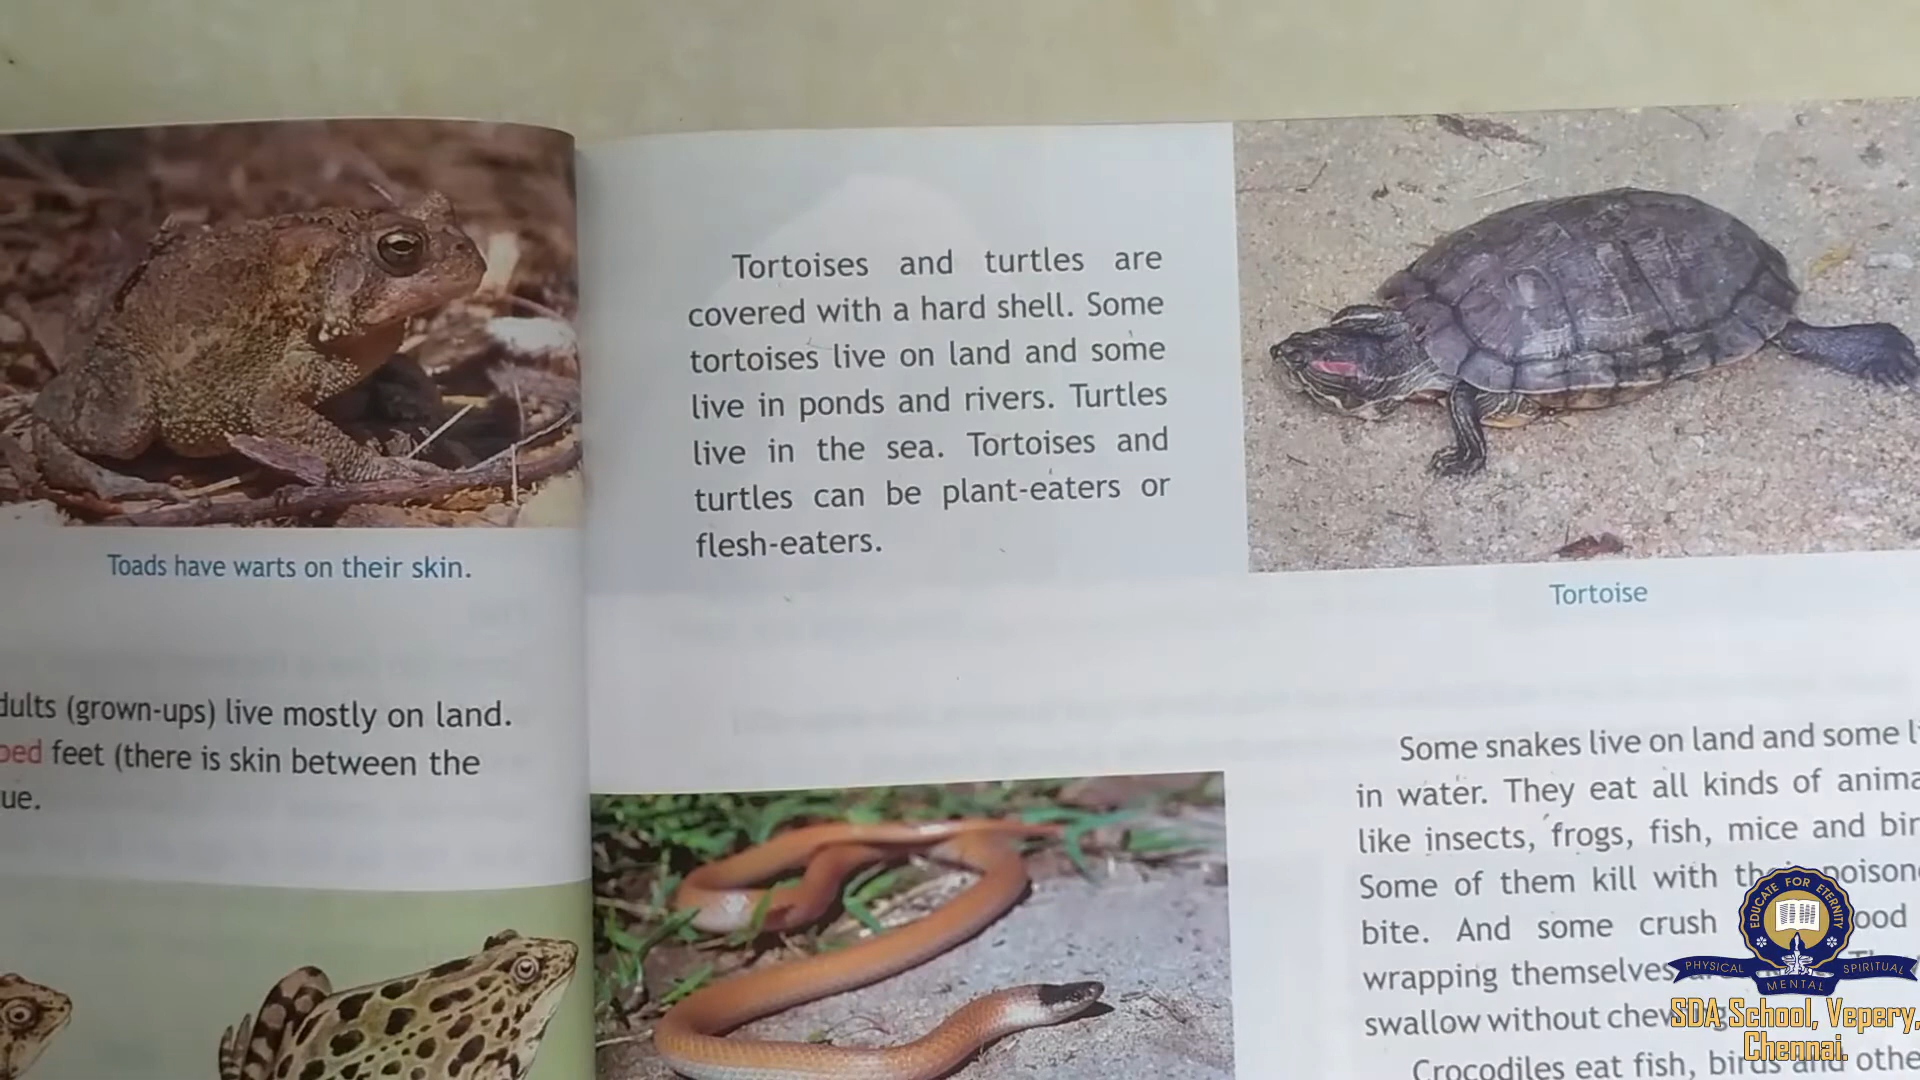 Toads have warts on their skin.
(grown-ups) live mostly on land.
feet (there is skin between the
Tortoises and turtles are
covered with a hard shell. Some
tortoises live on land and some
live in ponds and rivers. Turtles
live in the sea. Tortoises and
turtles can be plant-eaters or
flesh-eaters.
Tortoise
Some snakes live on land and some
in water. They eat all kinds of
like insects, frogs, fish, mice and
Some of them kill with
bite. And some crush
wrapping themselves
swallow without
Crocodiles eat fish, birds and
EDUCATE FOR ETERNITY
PHYSICAL MENTAL SPIRITUAL
SDA School, Vepery,
Chennai.